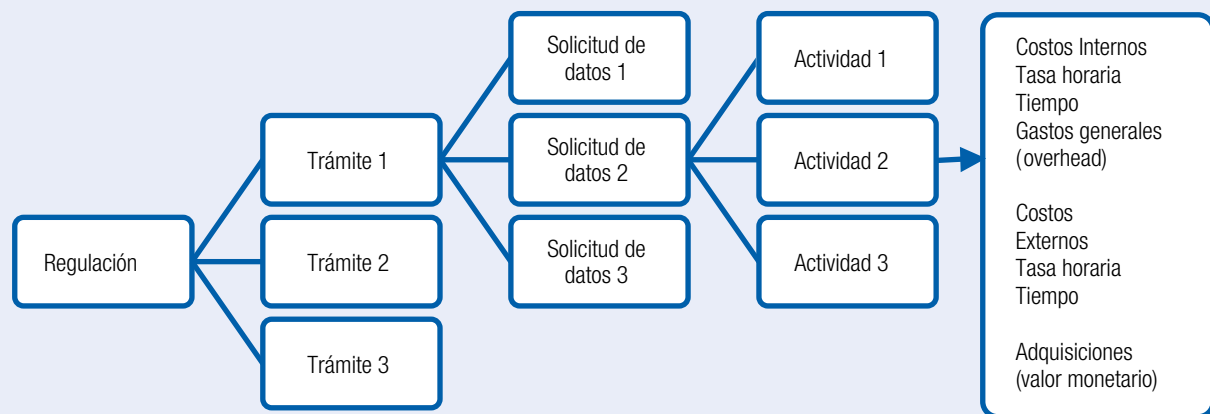 Regulación
Trámite 1
Trámite 2
Trámite 3
Solicitud de
datos 1
Solicitud de
datos 2
Solicitud de
datos 3
Actividad 1
Actividad 2
Actividad 3
Costos Internos
Tasa horaria
Tiempo
Gastos generales
(overhead)
Costos
Externos
Tasa horaria
Tiempo
Adquisiciones
(valor monetario)